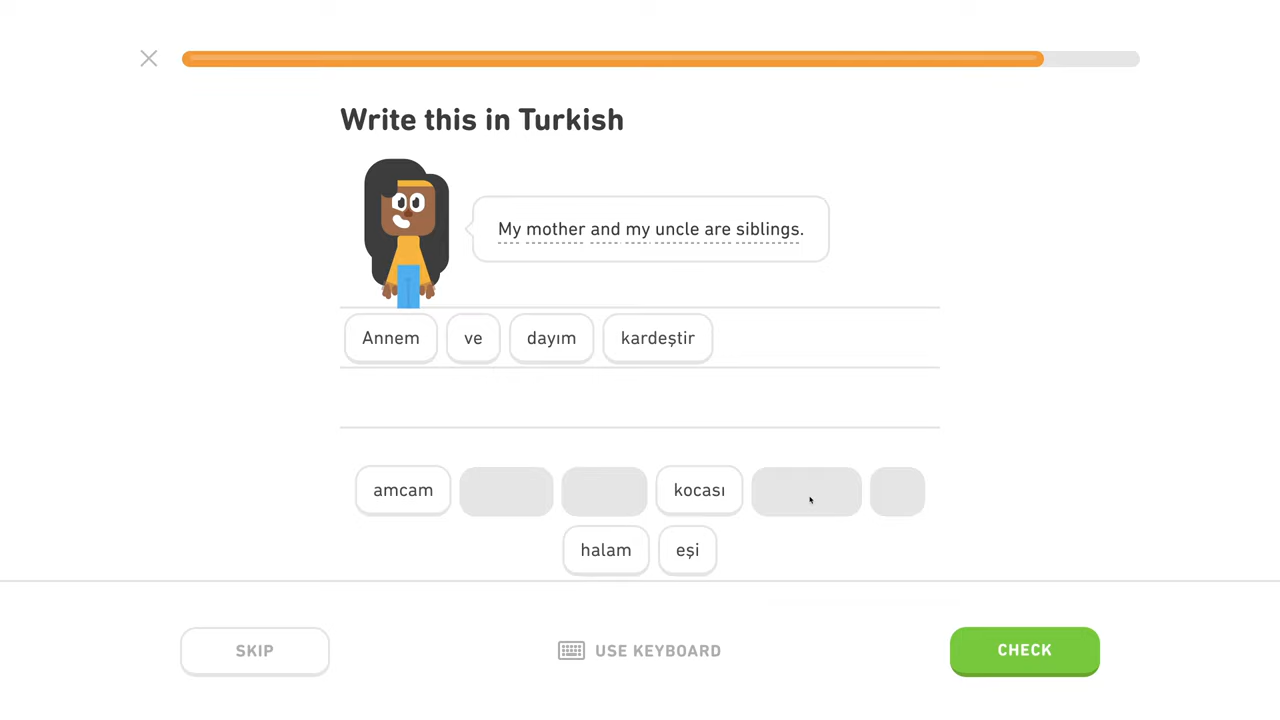 Write this in Turkish
My mother and my uncle are siblings.
Annem ve dayım kardeştir
amcam kocası
halam eşi
SKIP USE KEYBOARD CHECK